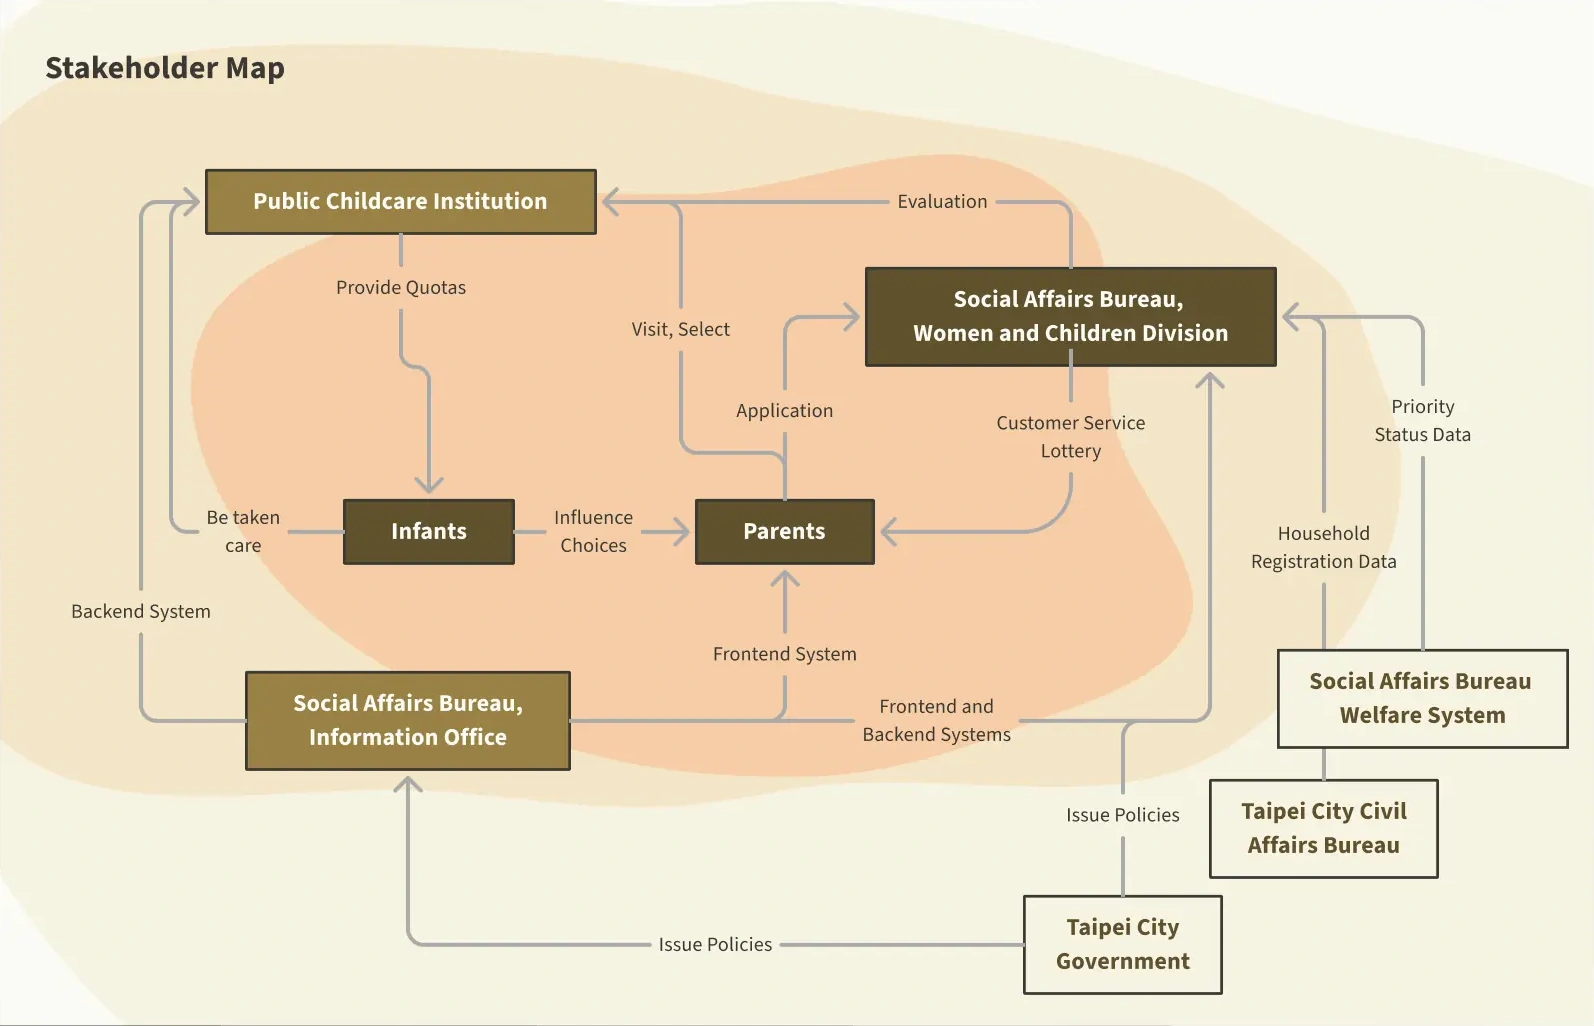 Stakeholder Map
Public Childcare Institution
Evaluation
Provide Quotas
Social Affairs Bureau,
Women and Children Division
Visit, Select
Application
Customer Service
Lottery
Priority
Status Data
Be taken
care
Infants
Influence
Choices
Parents
Household
Registration Data
Backend System
Frontend System
Social Affairs Bureau,
Information Office
Frontend and
Backend Systems
Social Affairs Bureau
Welfare System
Issue Policies
Taipei City Civil
Affairs Bureau
Issue Policies
Taipei City
Government